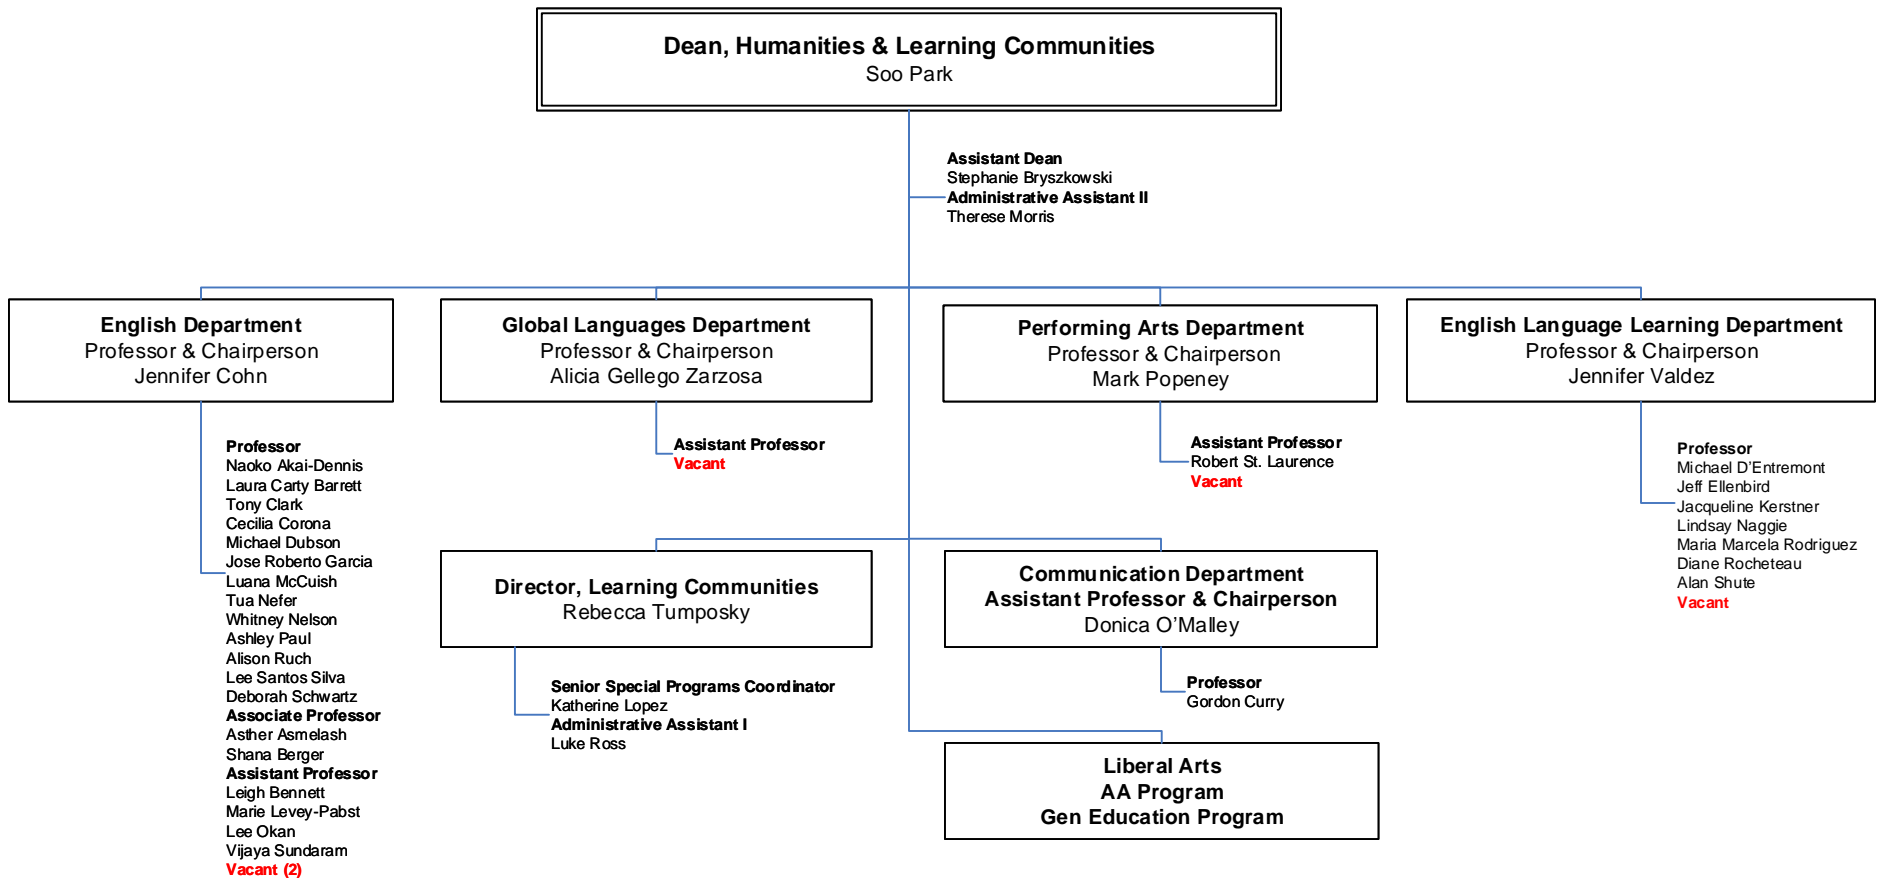 Dean, Humanities & Learning Communities
Soo Park
Assistant Dean
Stephanie Bryszkowski
Administrative Assistant II
Therese Morris
English Department
Professor & Chairperson
Jennifer Cohn
Global Languages Department
Professor & Chairperson
Alicia Gellego Zarzosa
Performing Arts Department
Professor & Chairperson
Mark Popeney
English Language Learning Department
Professor & Chairperson
Jennifer Valdez
Professor
Naoko Akai-Dennis
Laura Carty Barrett
Tony Clark
Cecilia Corona
Michael Dubson
Jose Roberto Garcia
Luana McCuish
Tua Nefer
Whitney Nelson
Ashley Paul
Alison Ruch
Lee Santos Silva
Deborah Schwartz
Associate Professor
Asther Asmelash
Shana Berger
Assistant Professor
Leigh Bennett
Marie Levey-Pabst
Lee Okan
Vijaya Sundaram
Vacant (2)
Assistant Professor
Vacant
Assistant Professor
Robert St. Laurence
Vacant
Professor
Michael D’Entremont
Jeff Ellenbird
Jacqueline Kerstner
Lindsay Naggie
Maria Marcela Rodriguez
Diane Rocheteau
Alan Shute
Vacant
Director, Learning Communities
Rebecca Tumposky
Communication Department
Assistant Professor & Chairperson
Donica O’Malley
Senior Special Programs Coordinator
Katherine Lopez
Administrative Assistant I
Luke Ross
Professor
Gordon Curry
Liberal Arts
AA Program
Gen Education Program